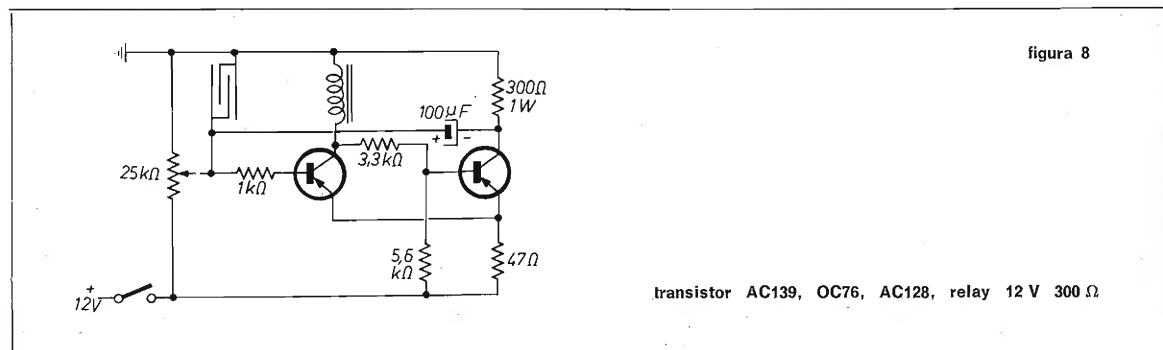 figura 8
300Ω
1W
100μF
+ -
3,3kΩ
25kΩ
1kΩ
5,6
kΩ
47Ω
+
12V
transistor AC139, OC76, AC128, relay 12 V 300 Ω